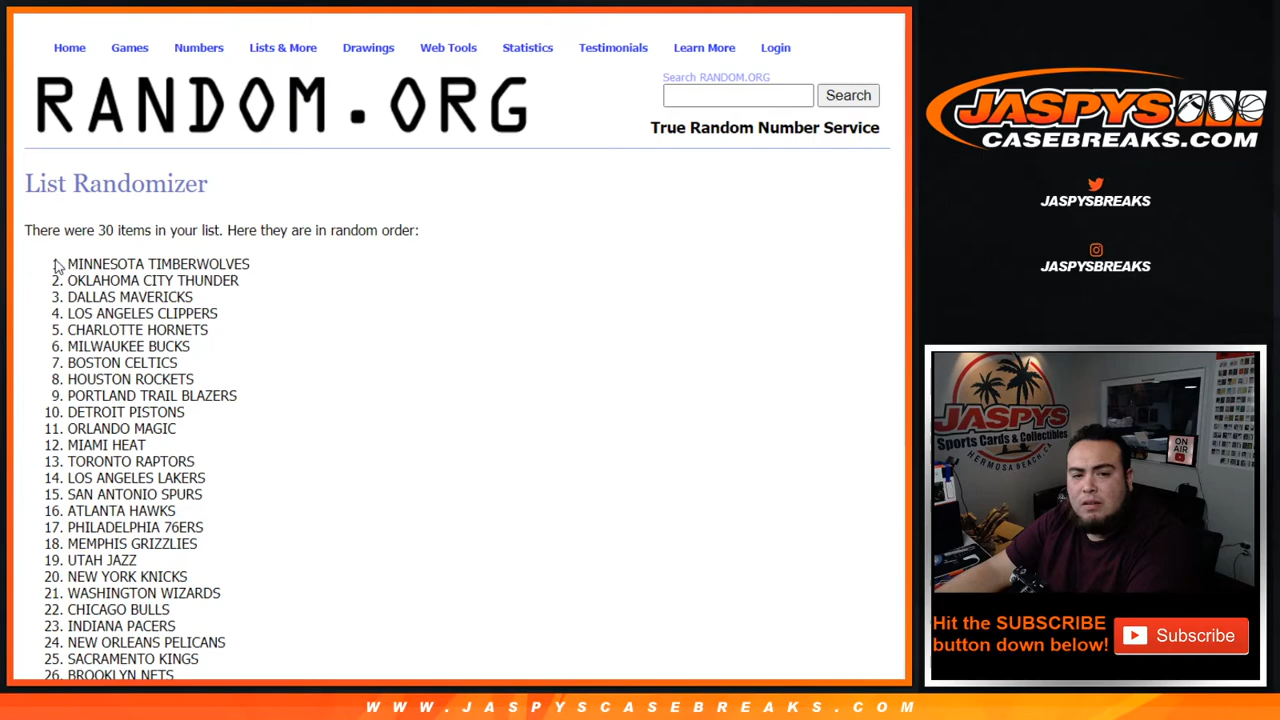 Home Games Numbers Lists & More Drawings Web Tools Statistics Testimonials Learn More Login
RANDOM.ORG
Search RANDOM.ORG
Search
True Random Number Service
List Randomizer
There were 30 items in your list. Here they are in random order:
1. MINNESOTA TIMBERWOLVES
2. OKLAHOMA CITY THUNDER
3. DALLAS MAVERICKS
4. LOS ANGELES CLIPPERS
5. CHARLOTTE HORNETS
6. MILWAUKEE BUCKS
7. BOSTON CELTICS
8. HOUSTON ROCKETS
9. PORTLAND TRAIL BLAZERS
10. DETROIT PISTONS
11. ORLANDO MAGIC
12. MIAMI HEAT
13. TORONTO RAPTORS
14. LOS ANGELES LAKERS
15. SAN ANTONIO SPURS
16. ATLANTA HAWKS
17. PHILADELPHIA 76ERS
18. MEMPHIS GRIZZLIES
19. UTAH JAZZ
20. NEW YORK KNICKS
21. WASHINGTON WIZARDS
22. CHICAGO BULLS
23. INDIANA PACERS
24. NEW ORLEANS PELICANS
25. SACRAMENTO KINGS
26. BROOKLYN NETS
JASPYS
CASEBREAKS.COM
JASPYSBREAKS
JASPYSBREAKS
JASPYS
Sports Cards & Collectibles
HERMOSA BEACH, CA
ON
AIR
Hit the SUBSCRIBE
button down below!
Subscribe
WWW.JASPYSCASEBREAKS.COM